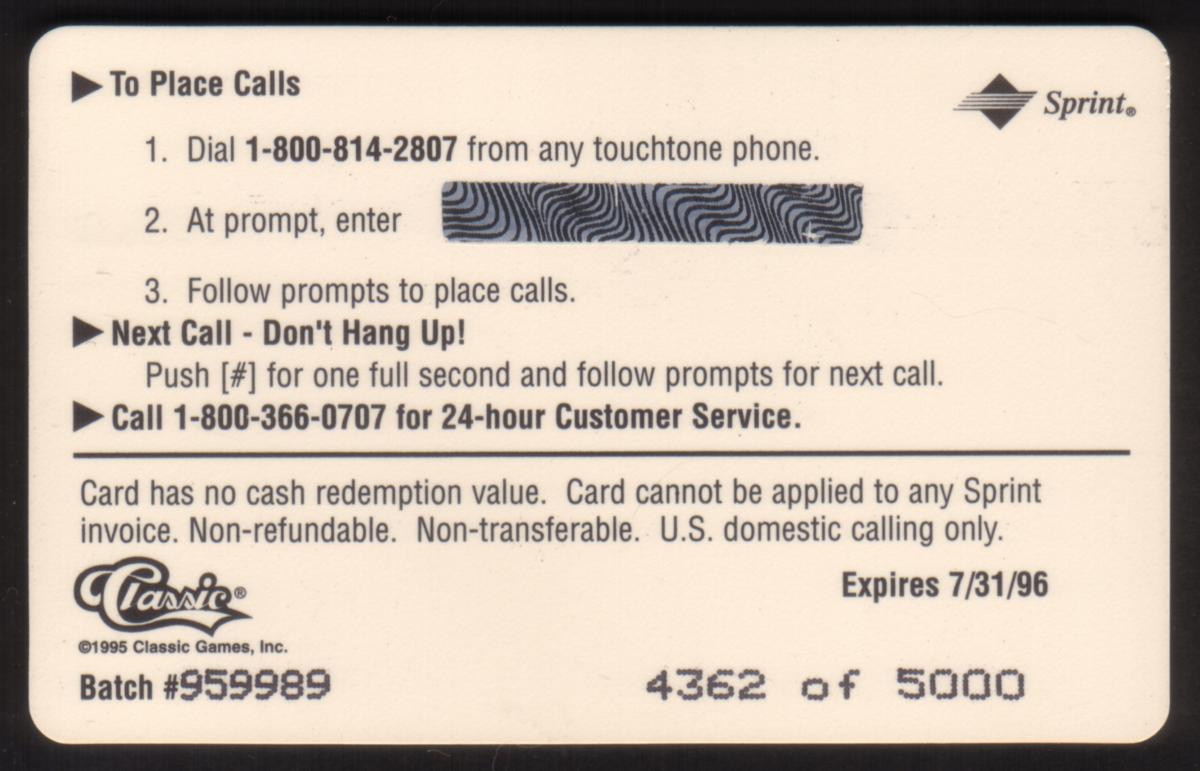 ▶ To Place Calls
Sprint®
1. Dial 1-800-814-2807 from any touchtone phone.
2. At prompt, enter
3. Follow prompts to place calls.
▶ Next Call - Don't Hang Up!
Push [#] for one full second and follow prompts for next call.
▶ Call 1-800-366-0707 for 24-hour Customer Service.
Card has no cash redemption value. Card cannot be applied to any Sprint
invoice. Non-refundable. Non-transferable. U.S. domestic calling only.
Classic®
Expires 7/31/96
©1995 Classic Games, Inc.
Batch #959989
4362 of 5000